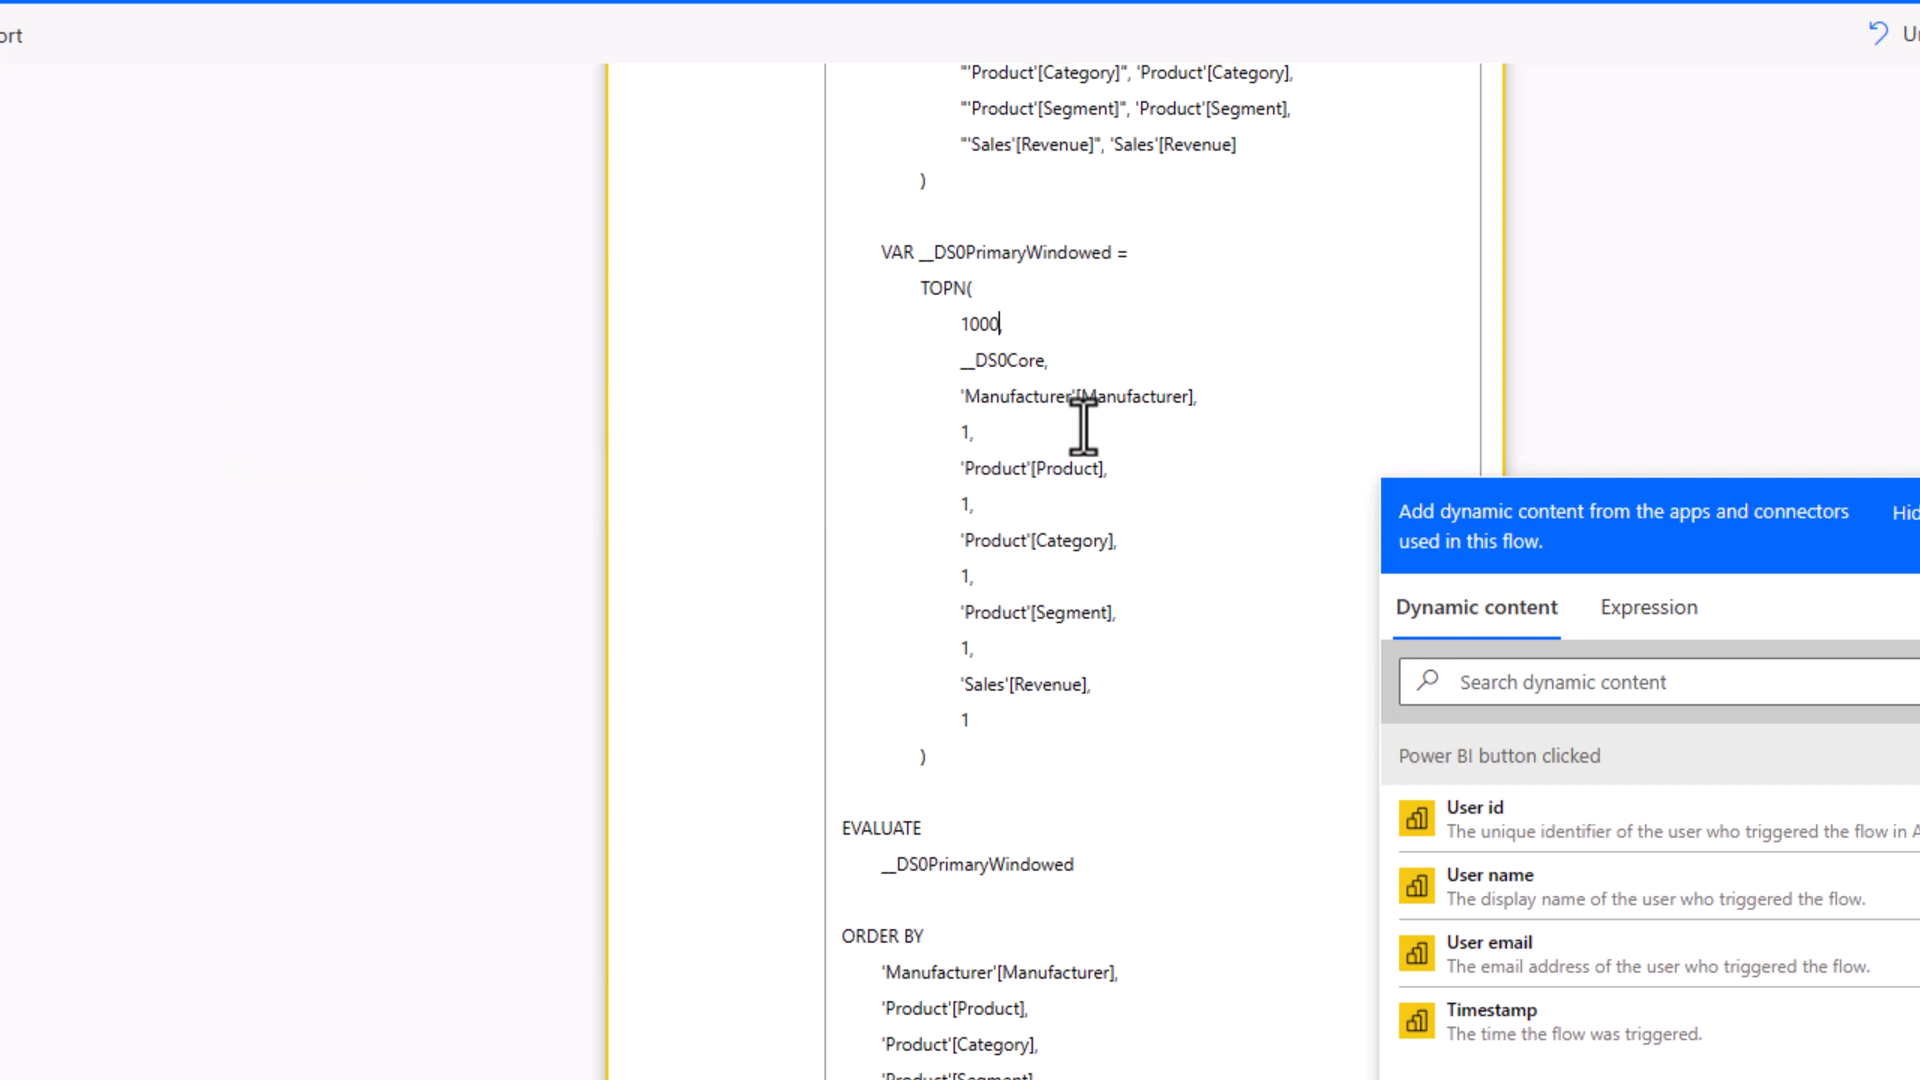 ort
Un
"'Product'[Category]", 'Product'[Category],
"'Product'[Segment]", 'Product'[Segment],
"'Sales'[Revenue]", 'Sales'[Revenue]
)
VAR __DS0PrimaryWindowed =
TOPN(
1000,
__DS0Core,
'Manufacturer'[Manufacturer],
1,
'Product'[Product],
1,
'Product'[Category],
1,
'Product'[Segment],
1,
'Sales'[Revenue],
1
)
EVALUATE
__DS0PrimaryWindowed
ORDER BY
'Manufacturer'[Manufacturer],
'Product'[Product],
'Product'[Category],
'Product'[Segment]
Add dynamic content from the apps and connectors
used in this flow.
Hid
Dynamic content Expression
Search dynamic content
Power BI button clicked
User id
The unique identifier of the user who triggered the flow in A
User name
The display name of the user who triggered the flow.
User email
The email address of the user who triggered the flow.
Timestamp
The time the flow was triggered.